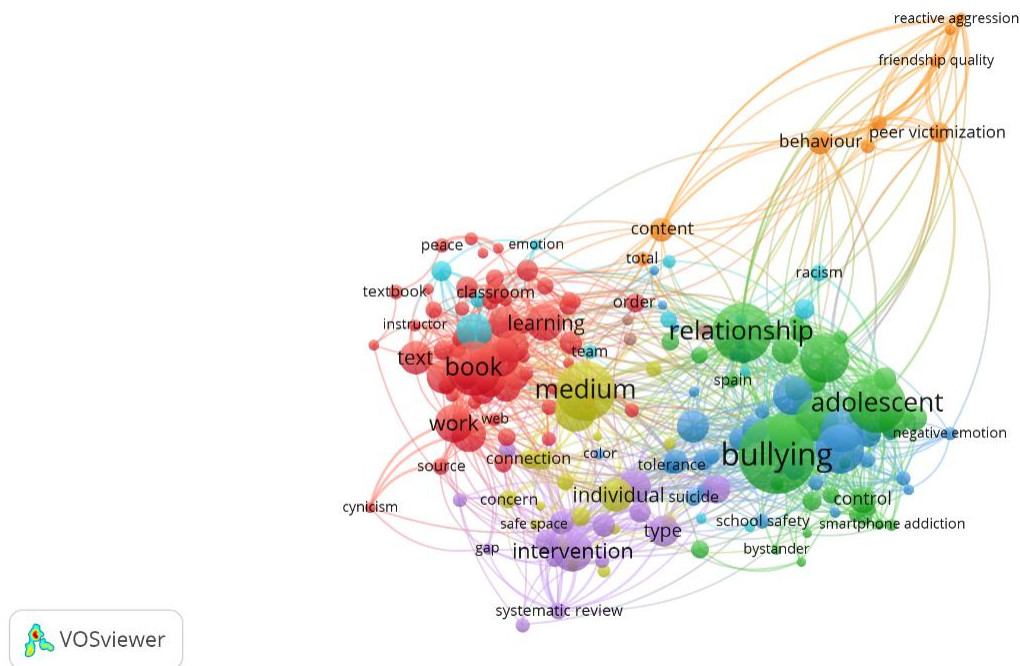 reactive aggression
friendship quality
behaviour
peer victimization
content
peace
emotion
total
racism
textbook
classroom
order
instructor
learning
relationship
text
team
book
spain
medium
adolescent
work
web
negative emotion
connection
color
bullying
source
tolerance
concern
individual
suicide
control
cynicism
safe space
type
school safety
smartphone addiction
gap
intervention
bystander
systematic review
VOSviewer